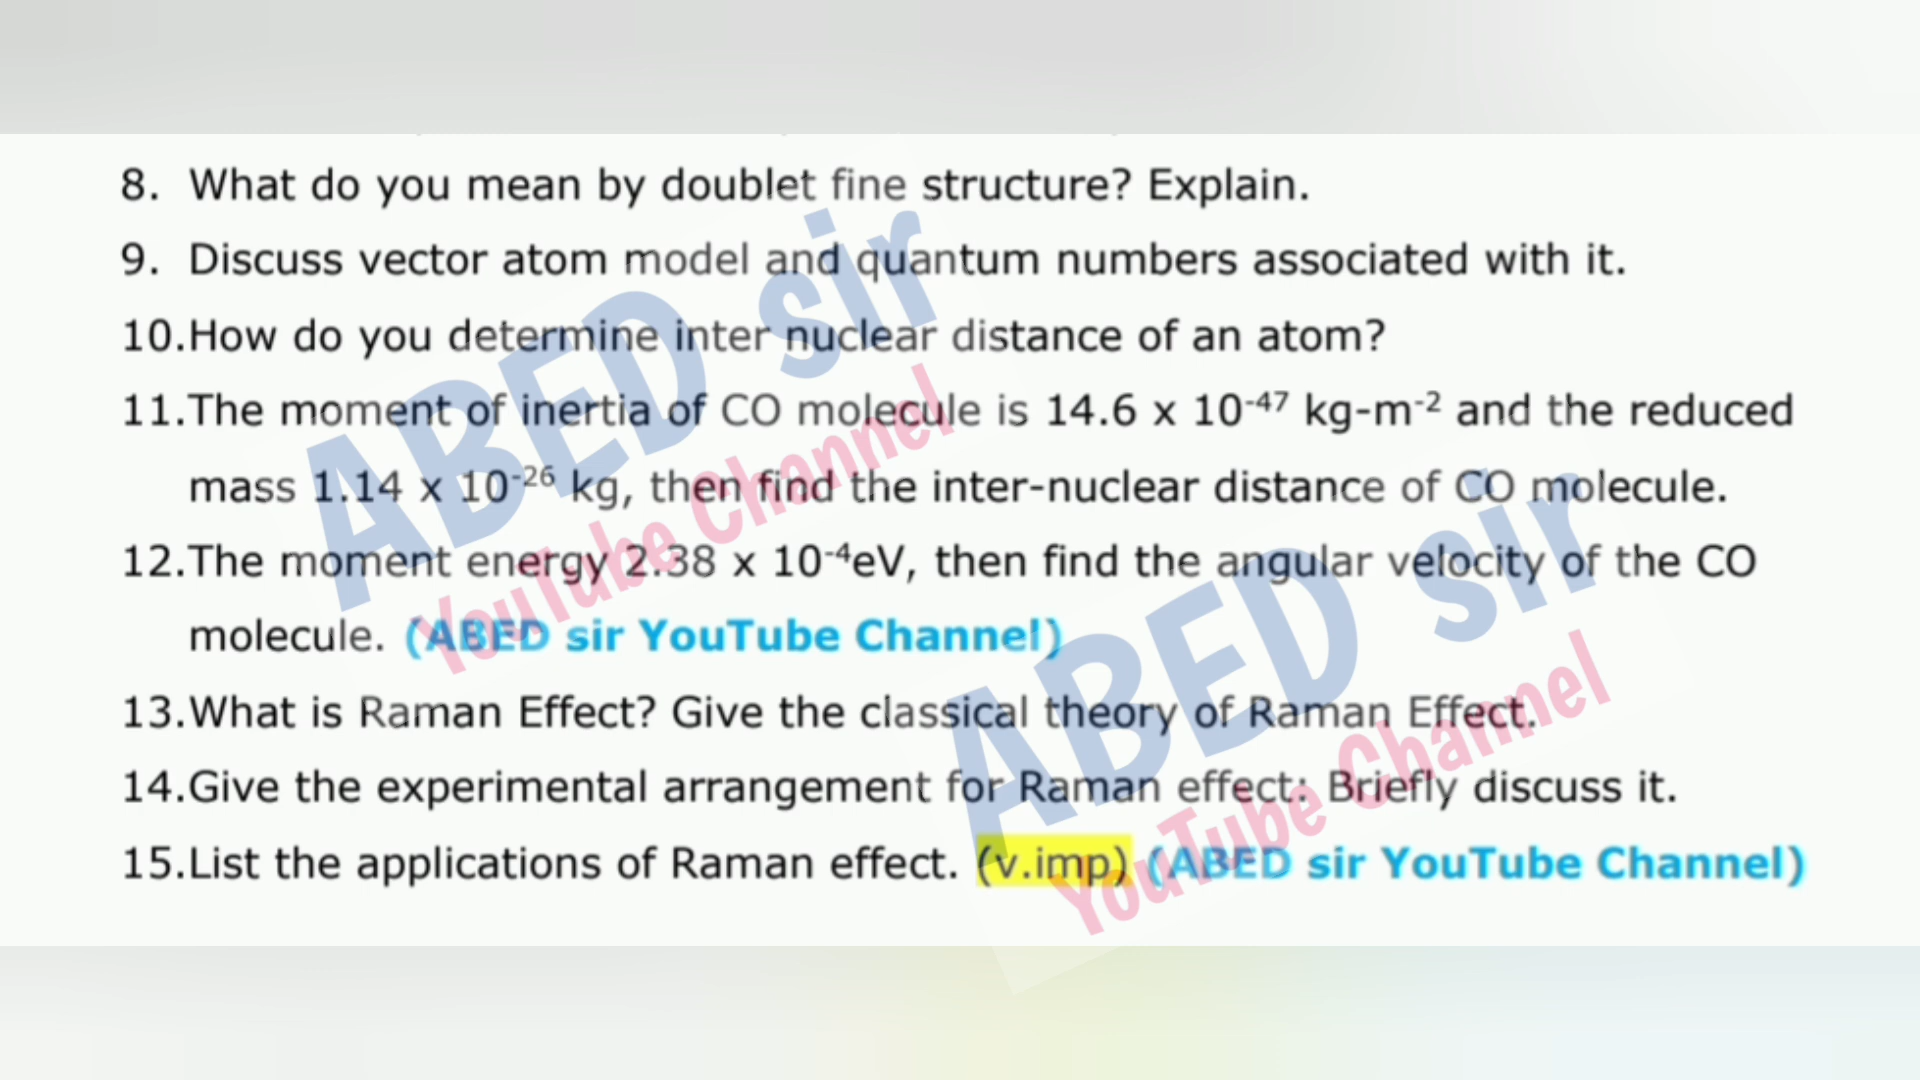 8. What do you mean by doublet fine structure? Explain.
9. Discuss vector atom model and quantum numbers associated with it.
10.How do you determine inter nuclear distance of an atom?
11.The moment of inertia of CO molecule is 14.6 x 10⁻⁴⁷ kg-m⁻² and the reduced
mass 1.14 x 10⁻²⁶ kg, then find the inter-nuclear distance of CO molecule.
12.The moment energy 2.38 x 10⁻⁴eV, then find the angular velocity of the CO
molecule. (ABED sir YouTube Channel)
13.What is Raman Effect? Give the classical theory of Raman Effect.
14.Give the experimental arrangement for Raman effect: Briefly discuss it.
15.List the applications of Raman effect. (v.imp) (ABED sir YouTube Channel)
ABED sir
YouTube Channel
ABED sir
YouTube Channel